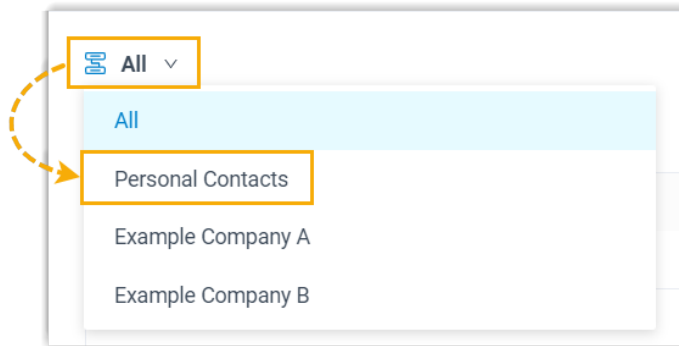 All
All
Personal Contacts
Example Company A
Example Company B